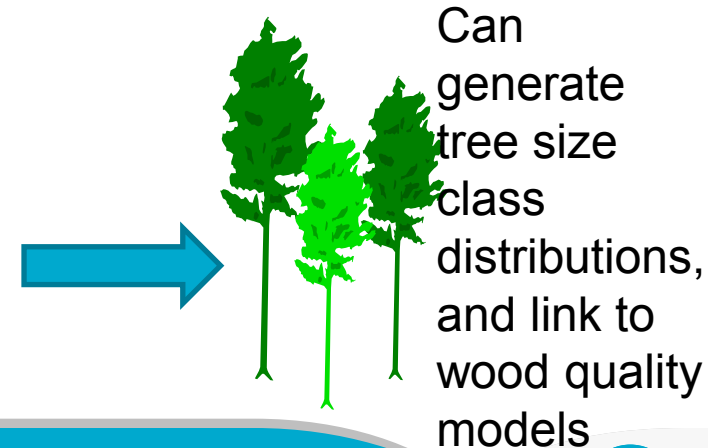 Can
generate
tree size
class
distributions,
and link to
wood quality
models